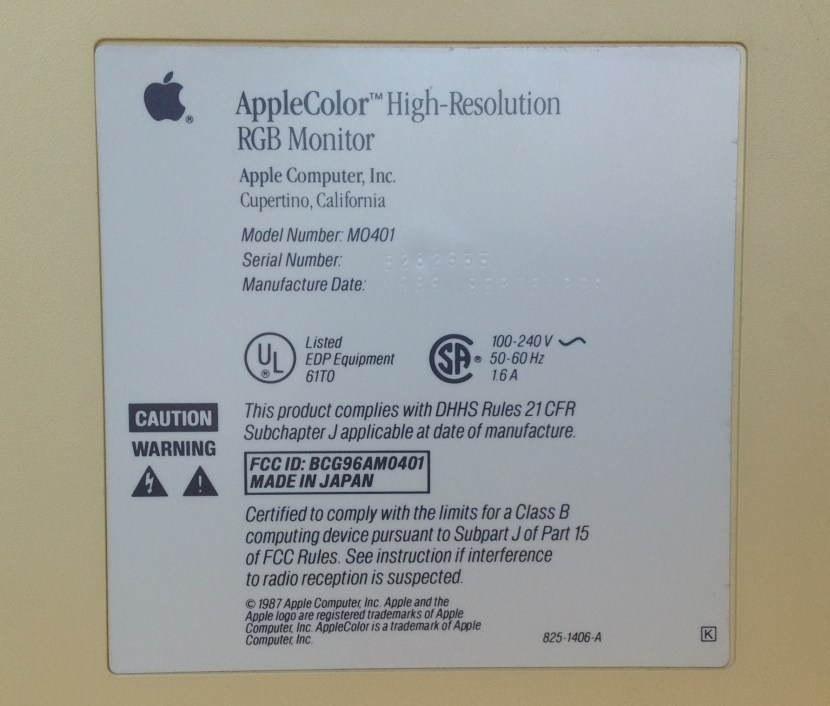 AppleColor™ High-Resolution
RGB Monitor
Apple Computer, Inc.
Cupertino, California
Model Number: M0401
Serial Number:
Manufacture Date:
UL
®
Listed
EDP Equipment
61T0
SA ®
100-240 V
50-60 Hz
1.6 A
CAUTION
WARNING
This product complies with DHHS Rules 21 CFR
Subchapter J applicable at date of manufacture.
FCC ID: BCG96AM0401
MADE IN JAPAN
Certified to comply with the limits for a Class B
computing device pursuant to Subpart J of Part 15
of FCC Rules. See instruction if interference
to radio reception is suspected.
© 1987 Apple Computer, Inc. Apple and the
Apple logo are registered trademarks of Apple
Computer, Inc. AppleColor is a trademark of Apple
Computer, Inc.
825-1406-A
K